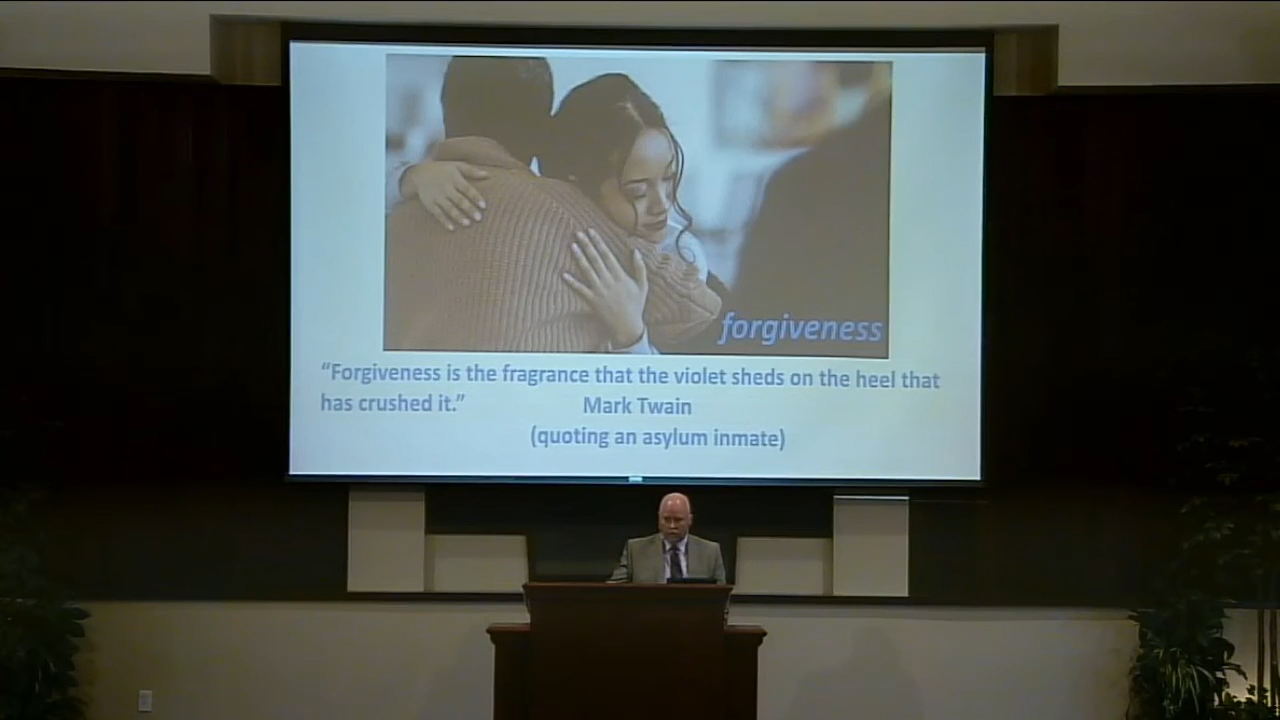 forgiveness
“Forgiveness is the fragrance that the violet sheds on the heel that
has crushed it.” Mark Twain
(quoting an asylum inmate)